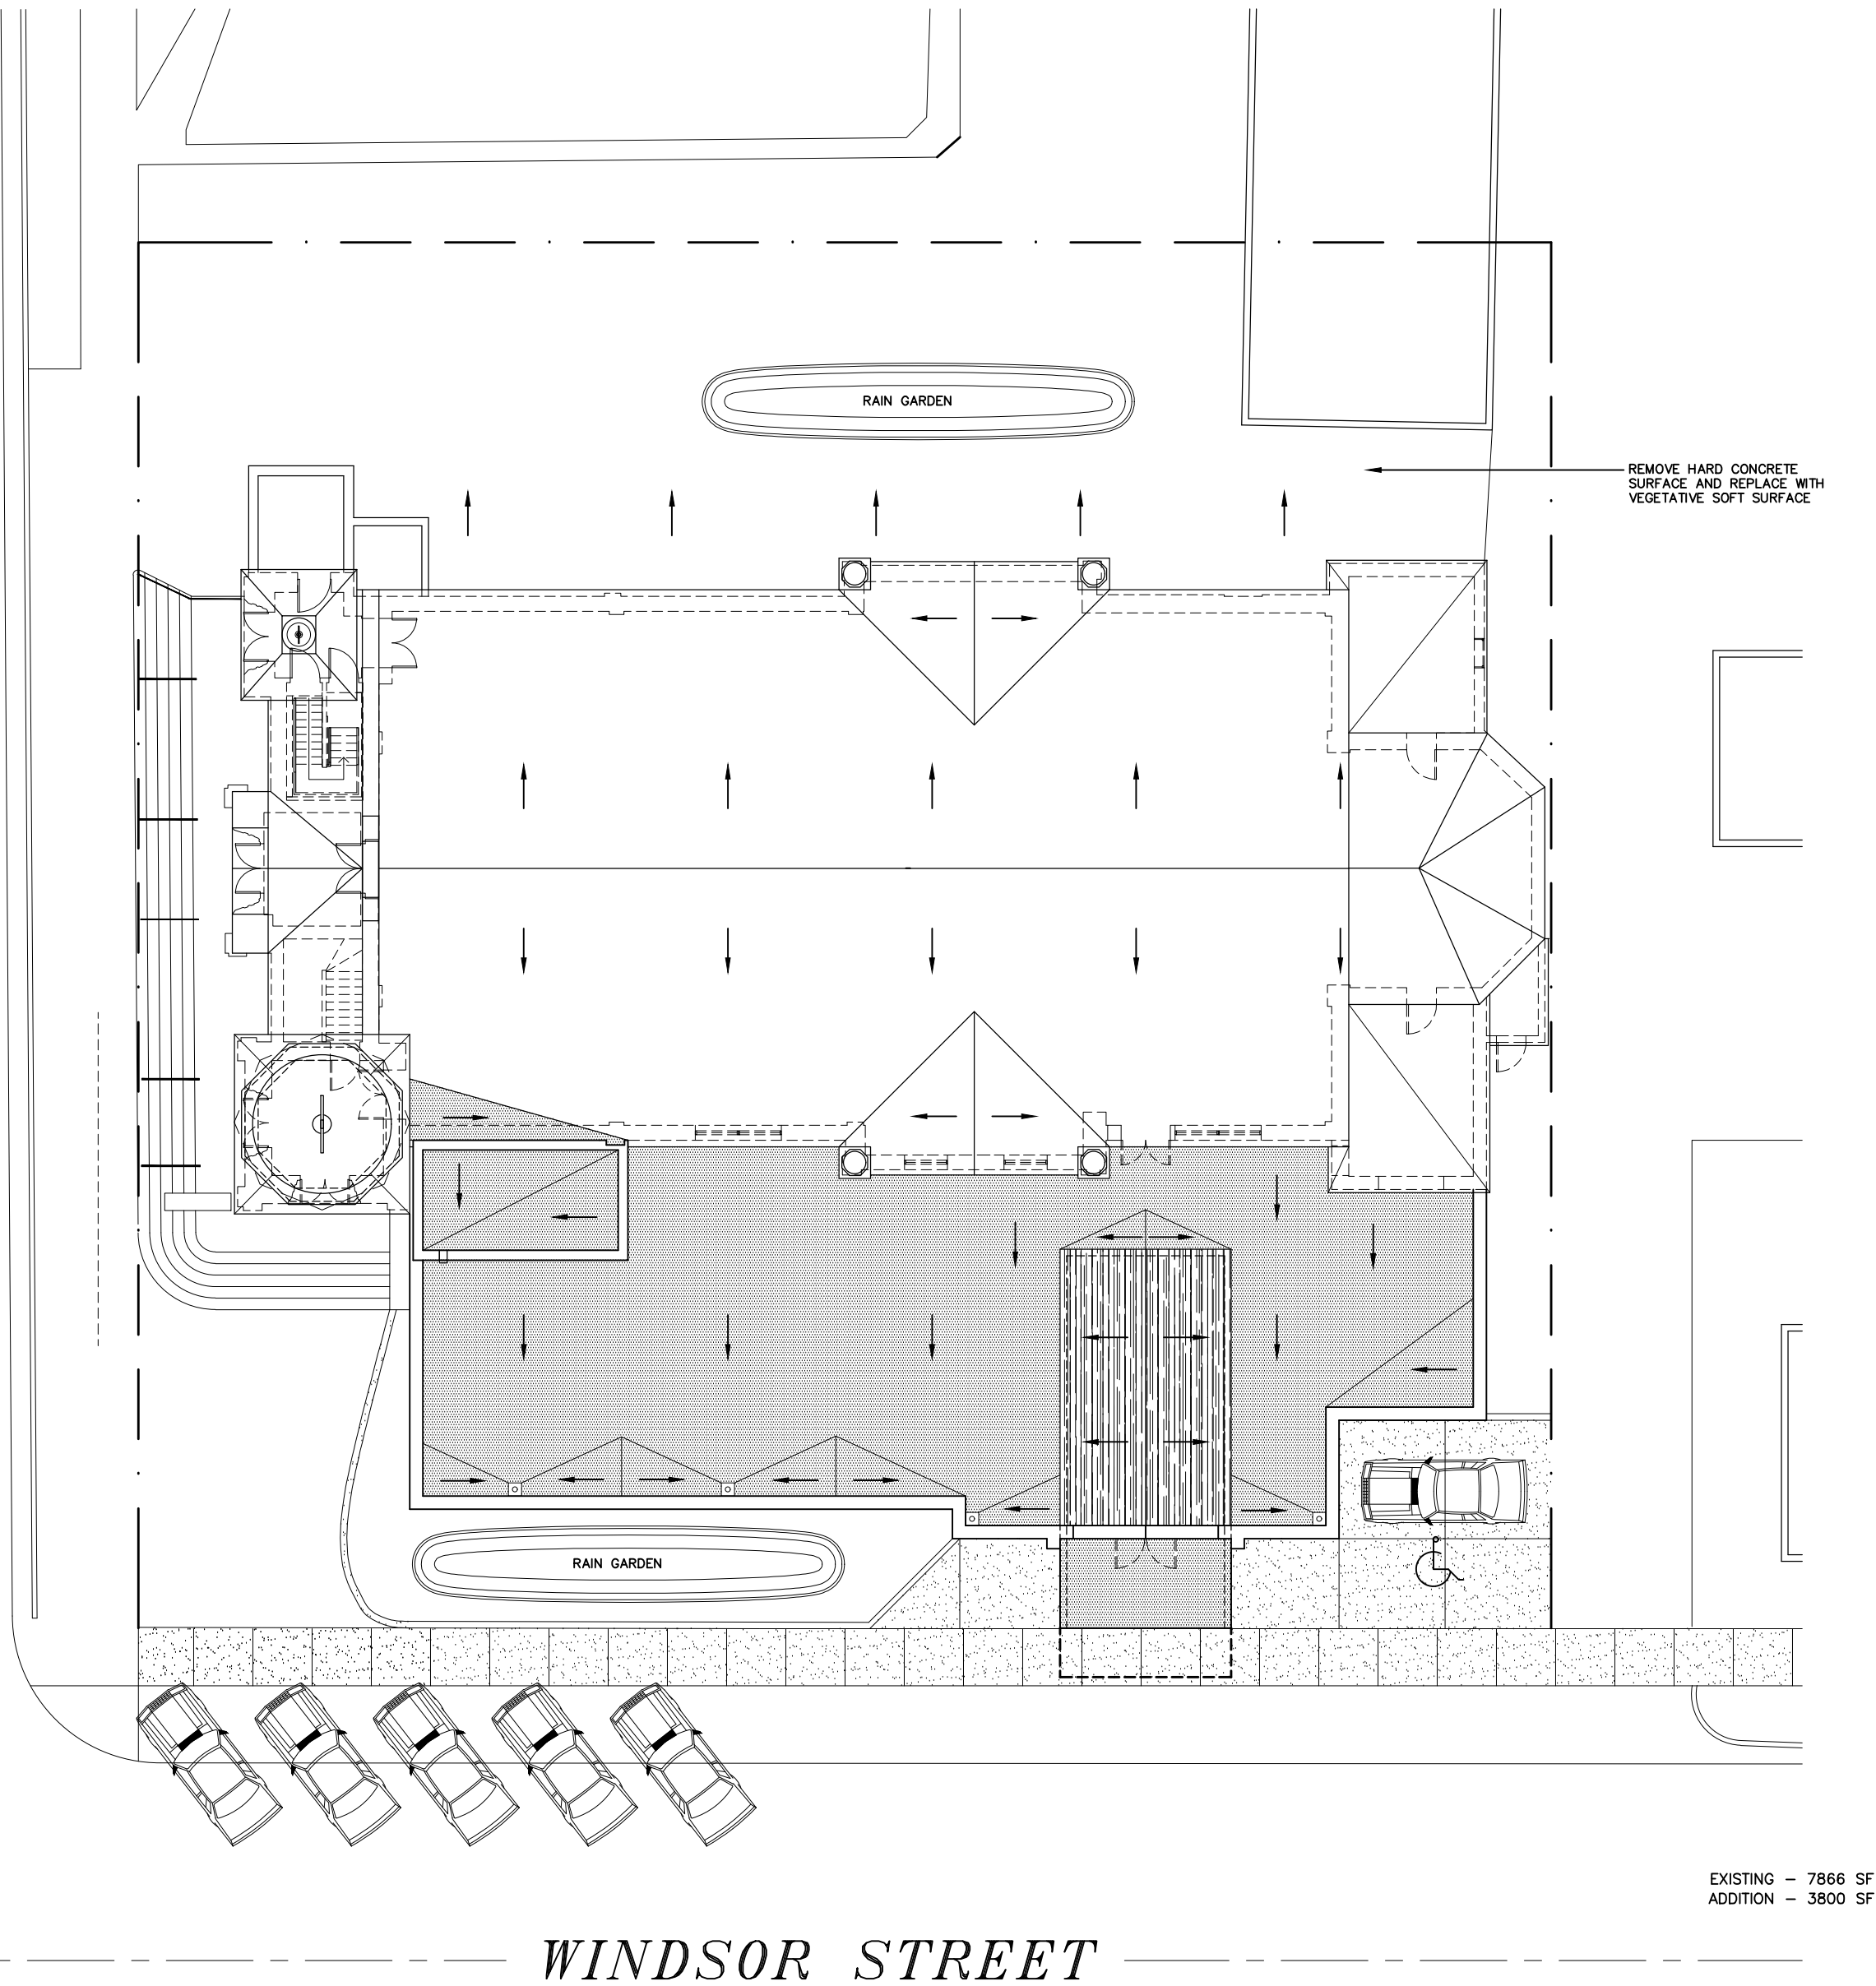 RAIN GARDEN
REMOVE HARD CONCRETE
SURFACE AND REPLACE WITH
VEGETATIVE SOFT SURFACE
RAIN GARDEN
EXISTING – 7866 SF
ADDITION – 3800 SF
WINDSOR STREET